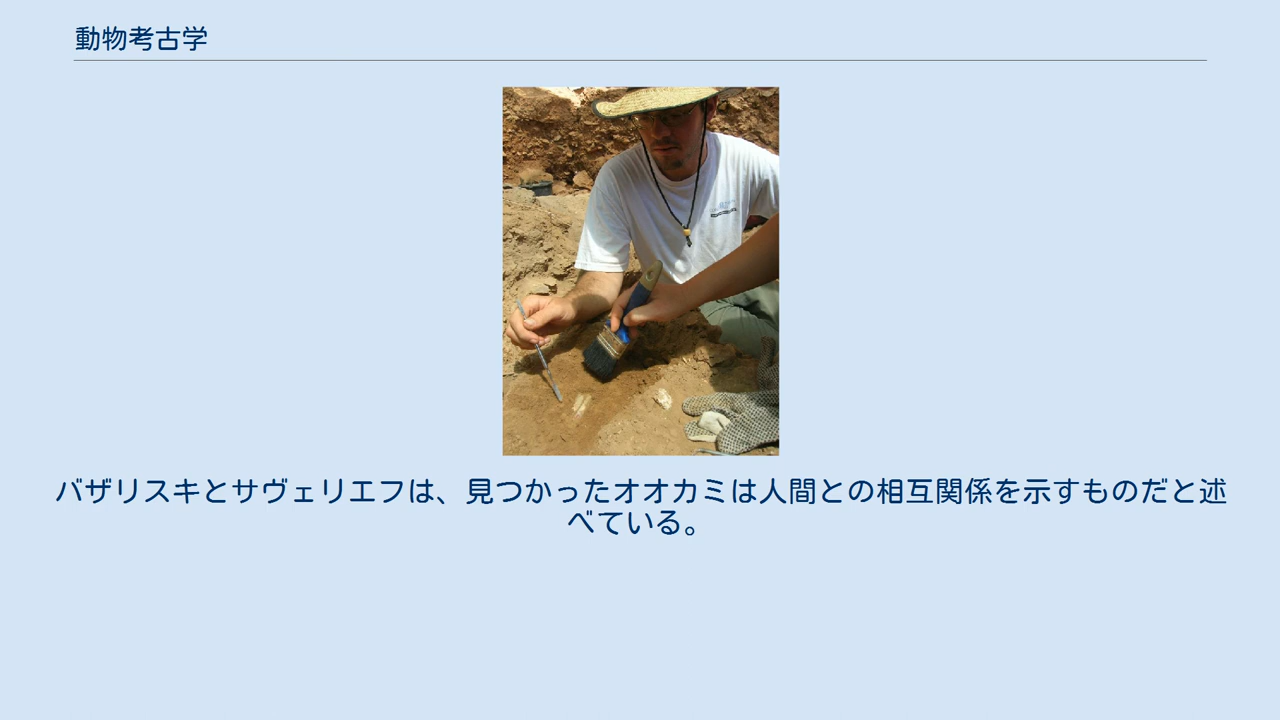 動物考古学
バザリスキとサヴェリエフは、見つかったオオカミは人間との相互関係を示すものだと述
べている。